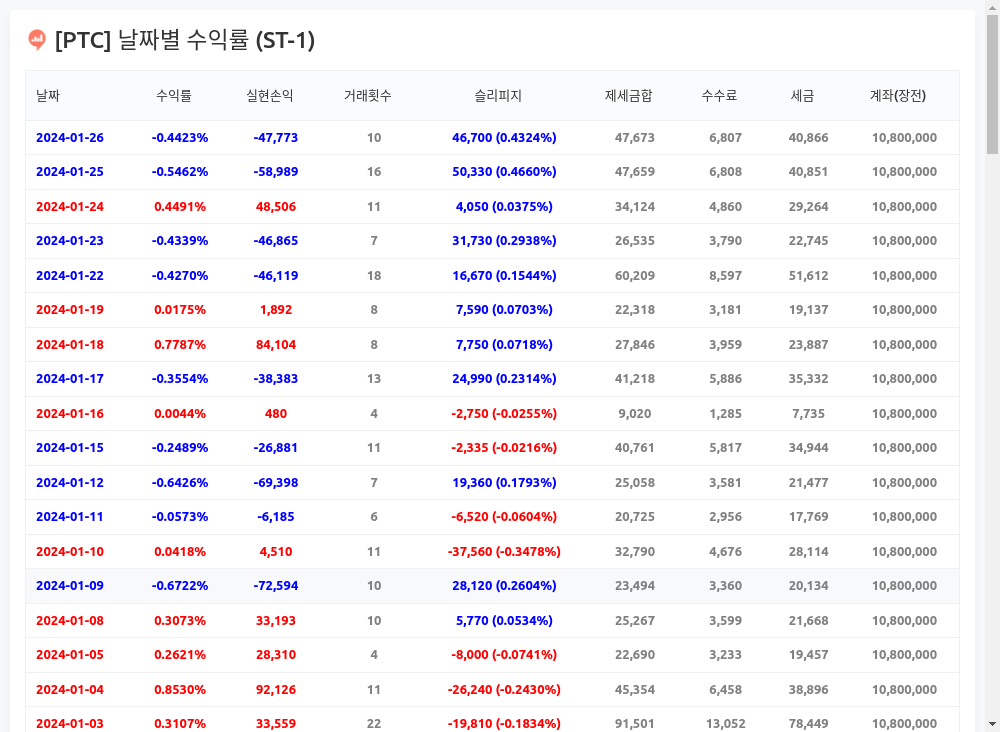 [PTC] 날짜별 수익률 (ST-1)
날짜 수익률 실현손익 거래횟수 슬리피지 제세금합 수수료 세금 계좌(장전)
2024-01-26 -0.4423% -47,773 10 46,700 (0.4324%) 47,673 6,807 40,866 10,800,000
2024-01-25 -0.5462% -58,989 16 50,330 (0.4660%) 47,659 6,808 40,851 10,800,000
2024-01-24 0.4491% 48,506 11 4,050 (0.0375%) 34,124 4,860 29,264 10,800,000
2024-01-23 -0.4339% -46,865 7 31,730 (0.2938%) 26,535 3,790 22,745 10,800,000
2024-01-22 -0.4270% -46,119 18 16,670 (0.1544%) 60,209 8,597 51,612 10,800,000
2024-01-19 0.0175% 1,892 8 7,590 (0.0703%) 22,318 3,181 19,137 10,800,000
2024-01-18 0.7787% 84,104 8 7,750 (0.0718%) 27,846 3,959 23,887 10,800,000
2024-01-17 -0.3554% -38,383 13 24,990 (0.2314%) 41,218 5,886 35,332 10,800,000
2024-01-16 0.0044% 480 4 -2,750 (-0.0255%) 9,020 1,285 7,735 10,800,000
2024-01-15 -0.2489% -26,881 11 -2,335 (-0.0216%) 40,761 5,817 34,944 10,800,000
2024-01-12 -0.6426% -69,398 7 19,360 (0.1793%) 25,058 3,581 21,477 10,800,000
2024-01-11 -0.0573% -6,185 6 -6,520 (-0.0604%) 20,725 2,956 17,769 10,800,000
2024-01-10 0.0418% 4,510 11 -37,560 (-0.3478%) 32,790 4,676 28,114 10,800,000
2024-01-09 -0.6722% -72,594 10 28,120 (0.2604%) 23,494 3,360 20,134 10,800,000
2024-01-08 0.3073% 33,193 10 5,770 (0.0534%) 25,267 3,599 21,668 10,800,000
2024-01-05 0.2621% 28,310 4 -8,000 (-0.0741%) 22,690 3,233 19,457 10,800,000
2024-01-04 0.8530% 92,126 11 -26,240 (-0.2430%) 45,354 6,458 38,896 10,800,000
2024-01-03 0.3107% 33,559 22 -19,810 (-0.1834%) 91,501 13,052 78,449 10,800,000